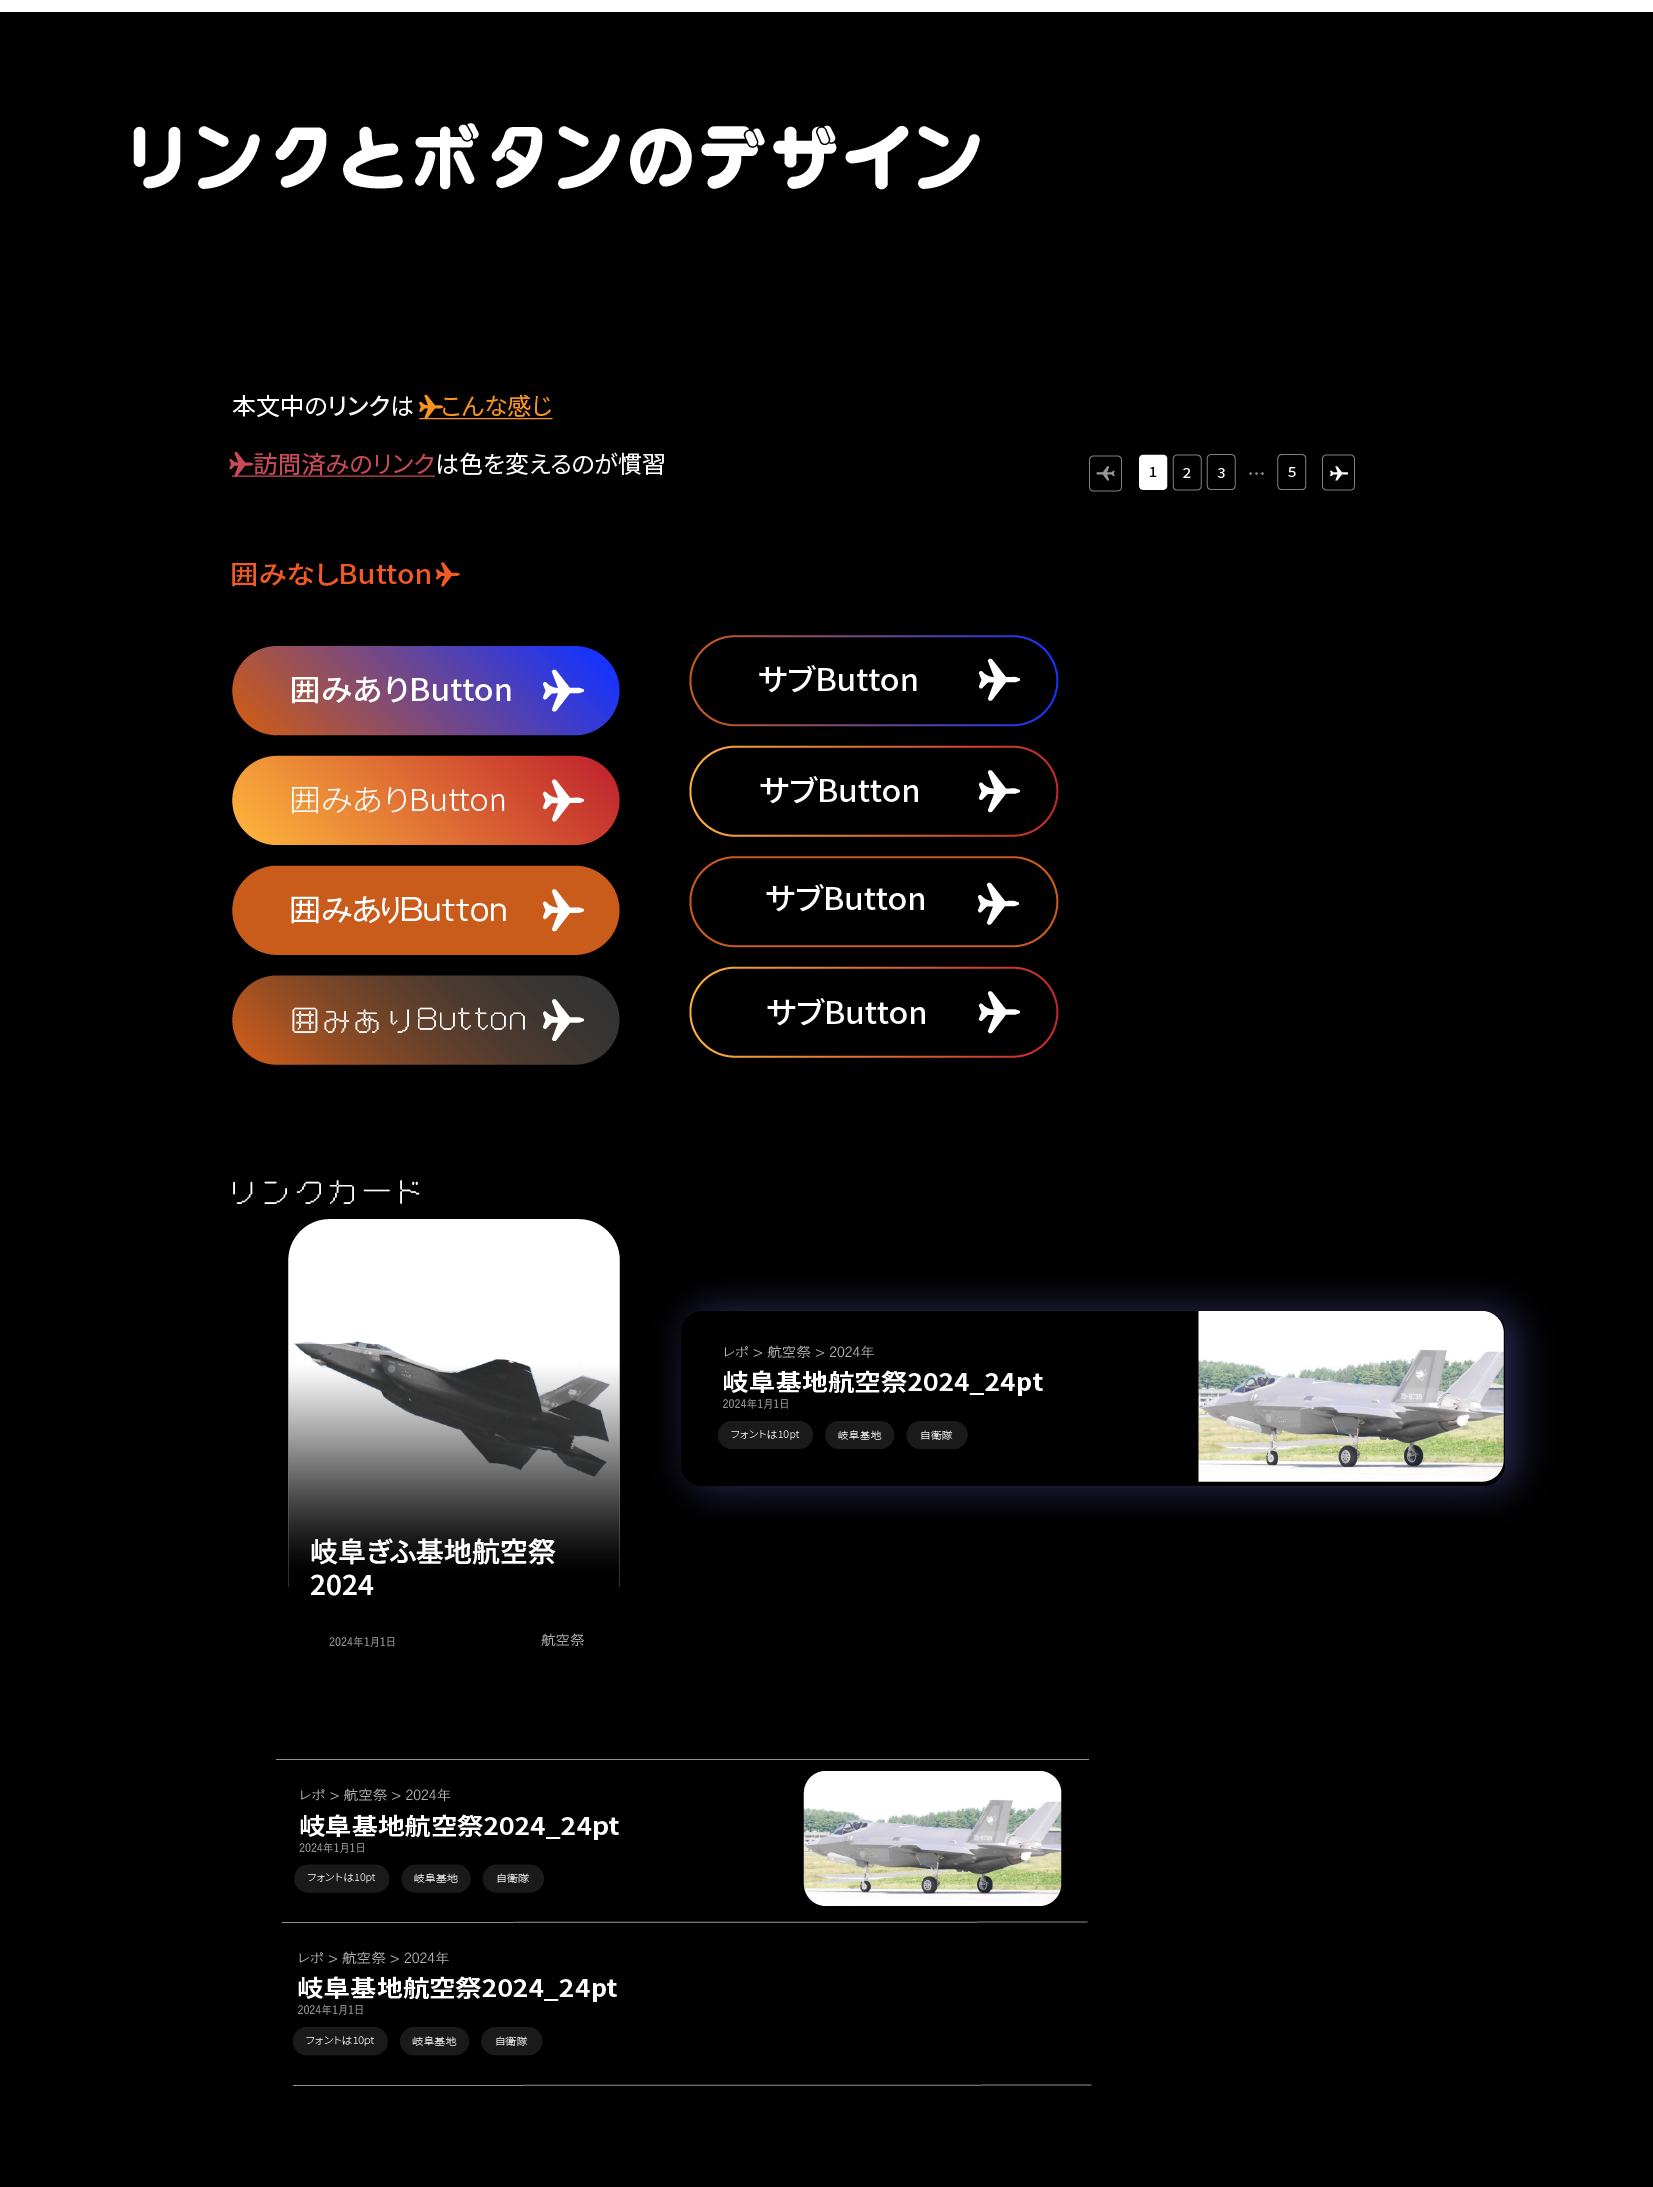 リンクとボタンのデザイン
本文中のリンクは こんな感じ
訪問済みのリンクは色を変えるのが慣習
1 2 3 … 5
囲みなしButton
囲みありButton
サブButton
囲みありButton
サブButton
囲みありButton
サブButton
囲みありButton
サブButton
リンクカード
岐阜ぎふ基地航空祭
2024
2024年1月1日 航空祭
レポ > 航空祭 > 2024年
岐阜基地航空祭2024_24pt
2024年1月1日
フォントは10pt 岐阜基地 自衛隊
レポ > 航空祭 > 2024年
岐阜基地航空祭2024_24pt
2024年1月1日
フォントは10pt 岐阜基地 自衛隊
レポ > 航空祭 > 2024年
岐阜基地航空祭2024_24pt
2024年1月1日
フォントは10pt 岐阜基地 自衛隊